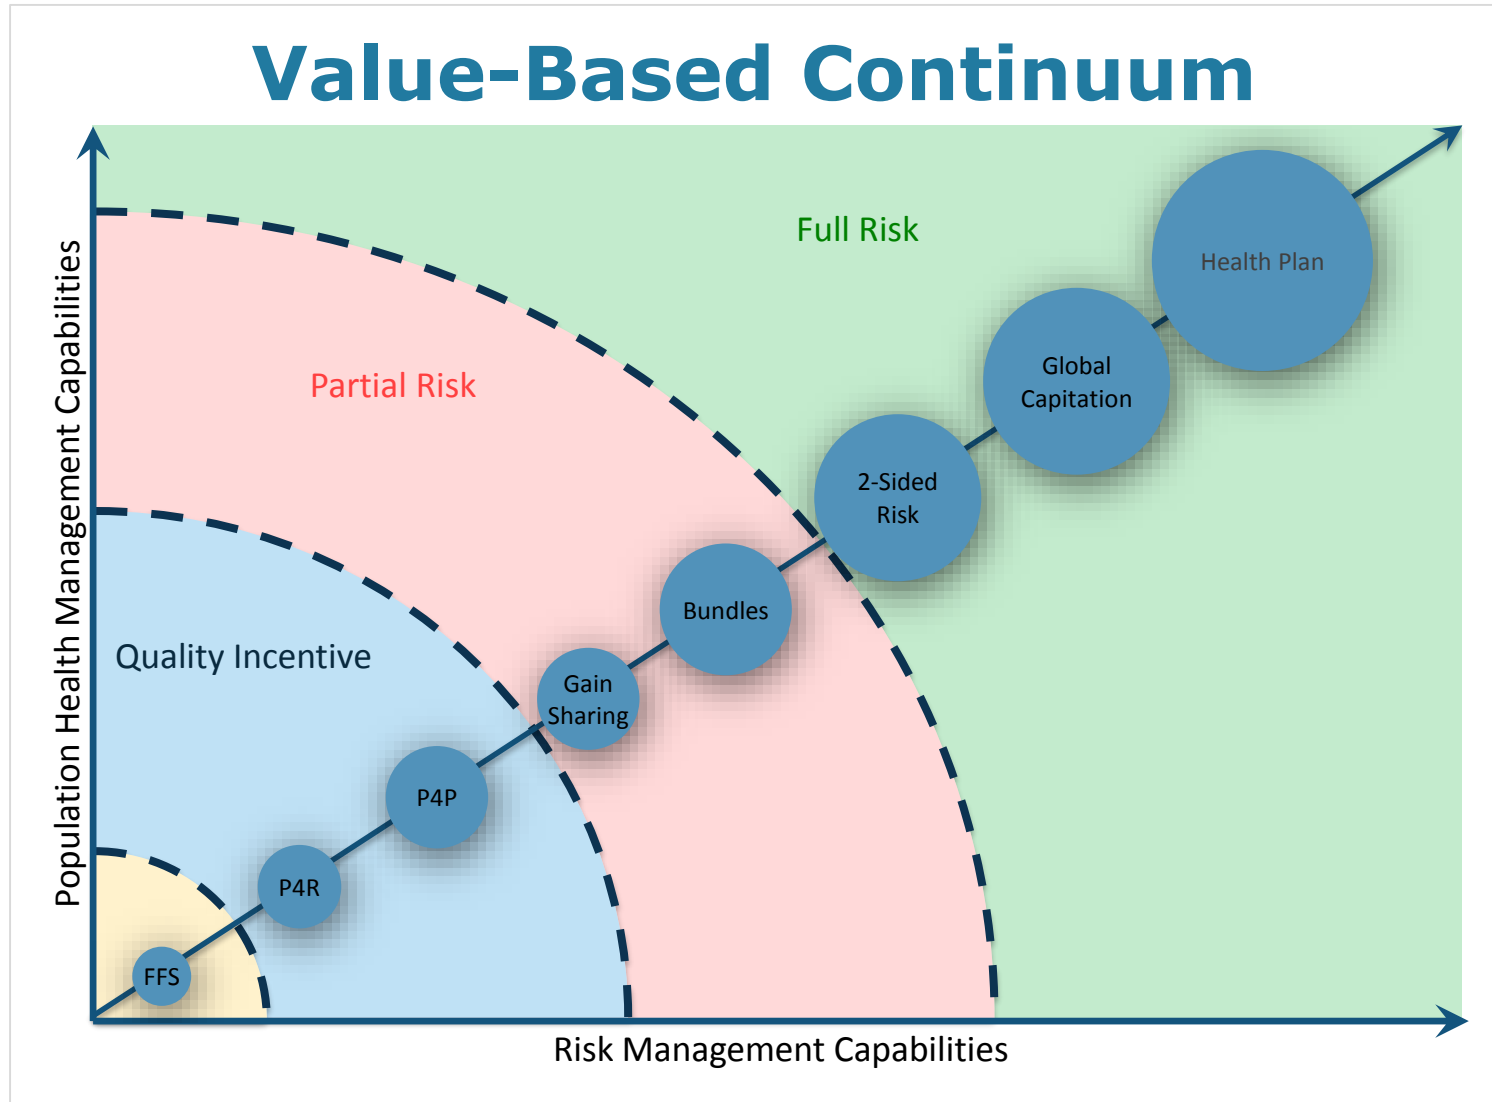 Value-Based Continuum
Population Health Management Capabilities
Full Risk
Health Plan
Global
Capitation
Partial Risk
2-Sided
Risk
Bundles
Quality Incentive
Gain
Sharing
P4P
P4R
FFS
Risk Management Capabilities